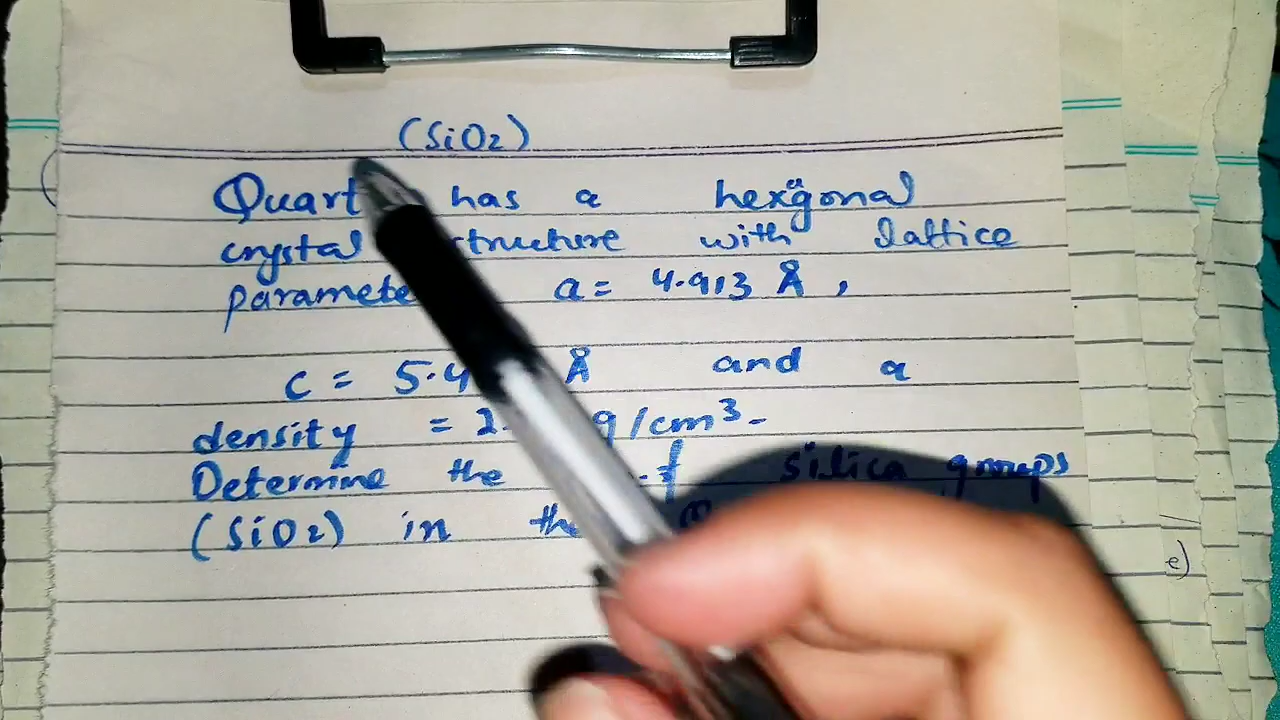 (SiO2)
Quart has a hexagonal
crystal structure with lattice
paramete a = 4.913 Å ,
c = 5.4 Å and a
density = 2. g/cm3-
Determine the silica groups
(SiO2) in the
e)